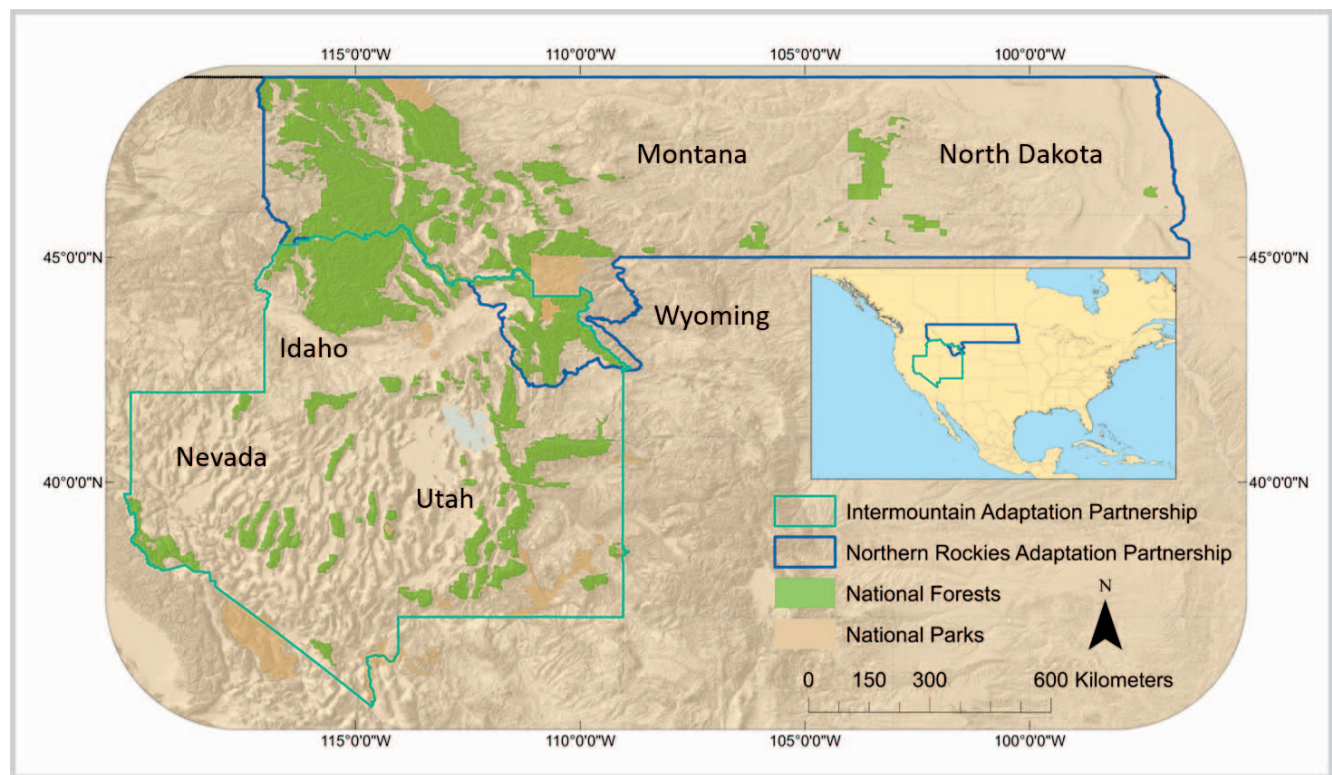 115°0'0"W 110°0'0"W 105°0'0"W 100°0'0"W
Montana North Dakota
45°0'0"N 45°0'0"N
Wyoming
Idaho
Nevada
40°0'0"N 40°0'0"N
Utah
Intermountain Adaptation Partnership
Northern Rockies Adaptation Partnership
National Forests
N
National Parks
0 150 300 600 Kilometers
115°0'0"W 110°0'0"W 105°0'0"W 100°0'0"W